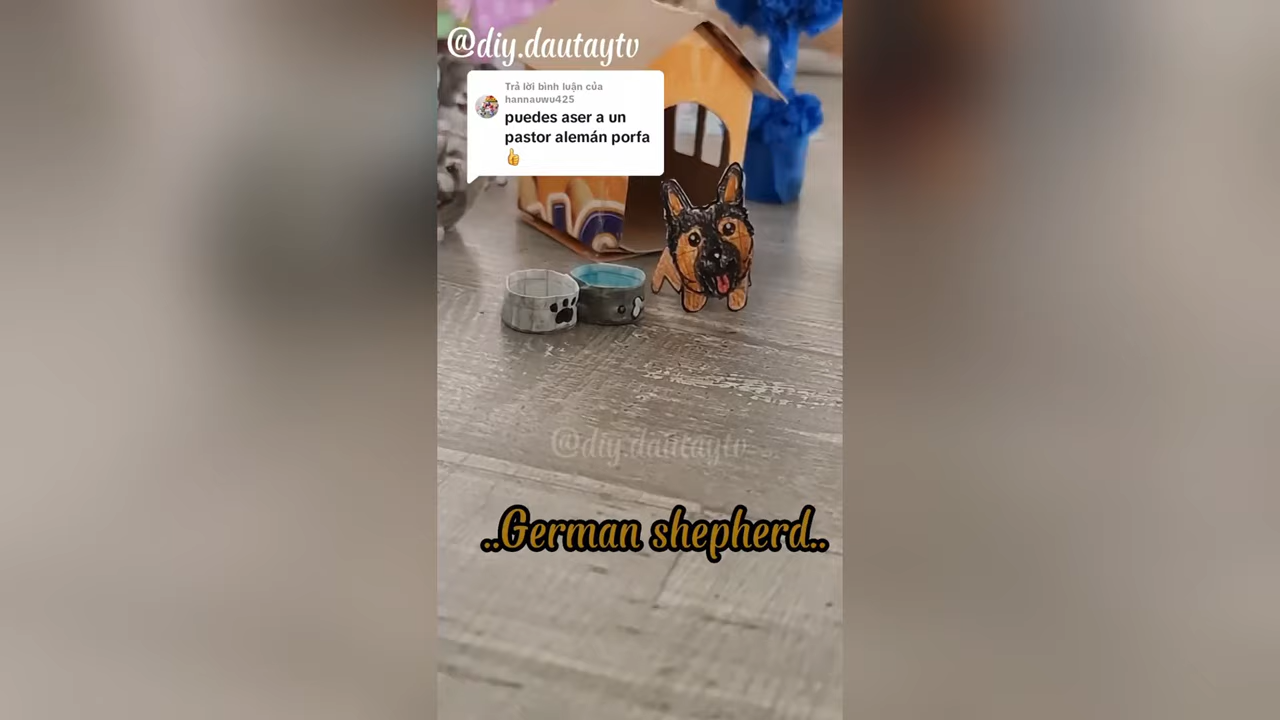 @diy.dautaytv
Trả lời bình luận của
hannauwu425
puedes aser a un
pastor alemán porfa
👍
@diy.dautaytv
..German shepherd..